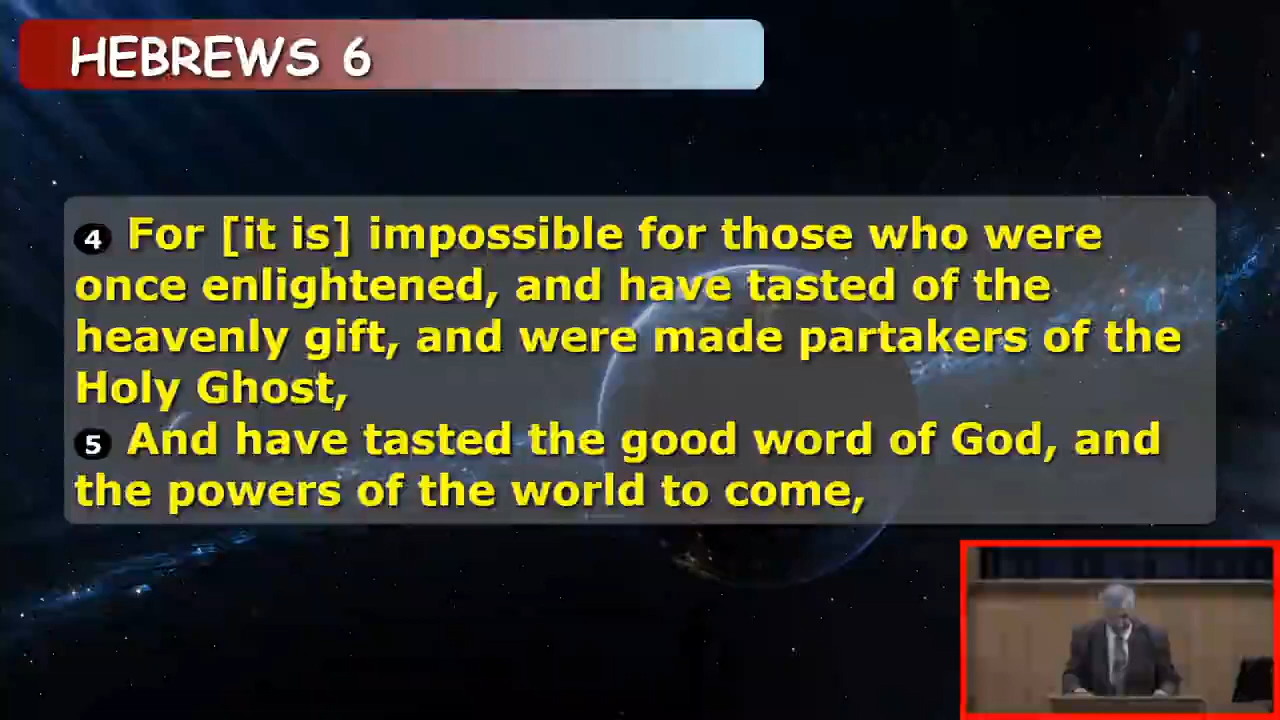 HEBREWS 6
4 For [it is] impossible for those who were
once enlightened, and have tasted of the
heavenly gift, and were made partakers of the
Holy Ghost,
5 And have tasted the good word of God, and
the powers of the world to come,